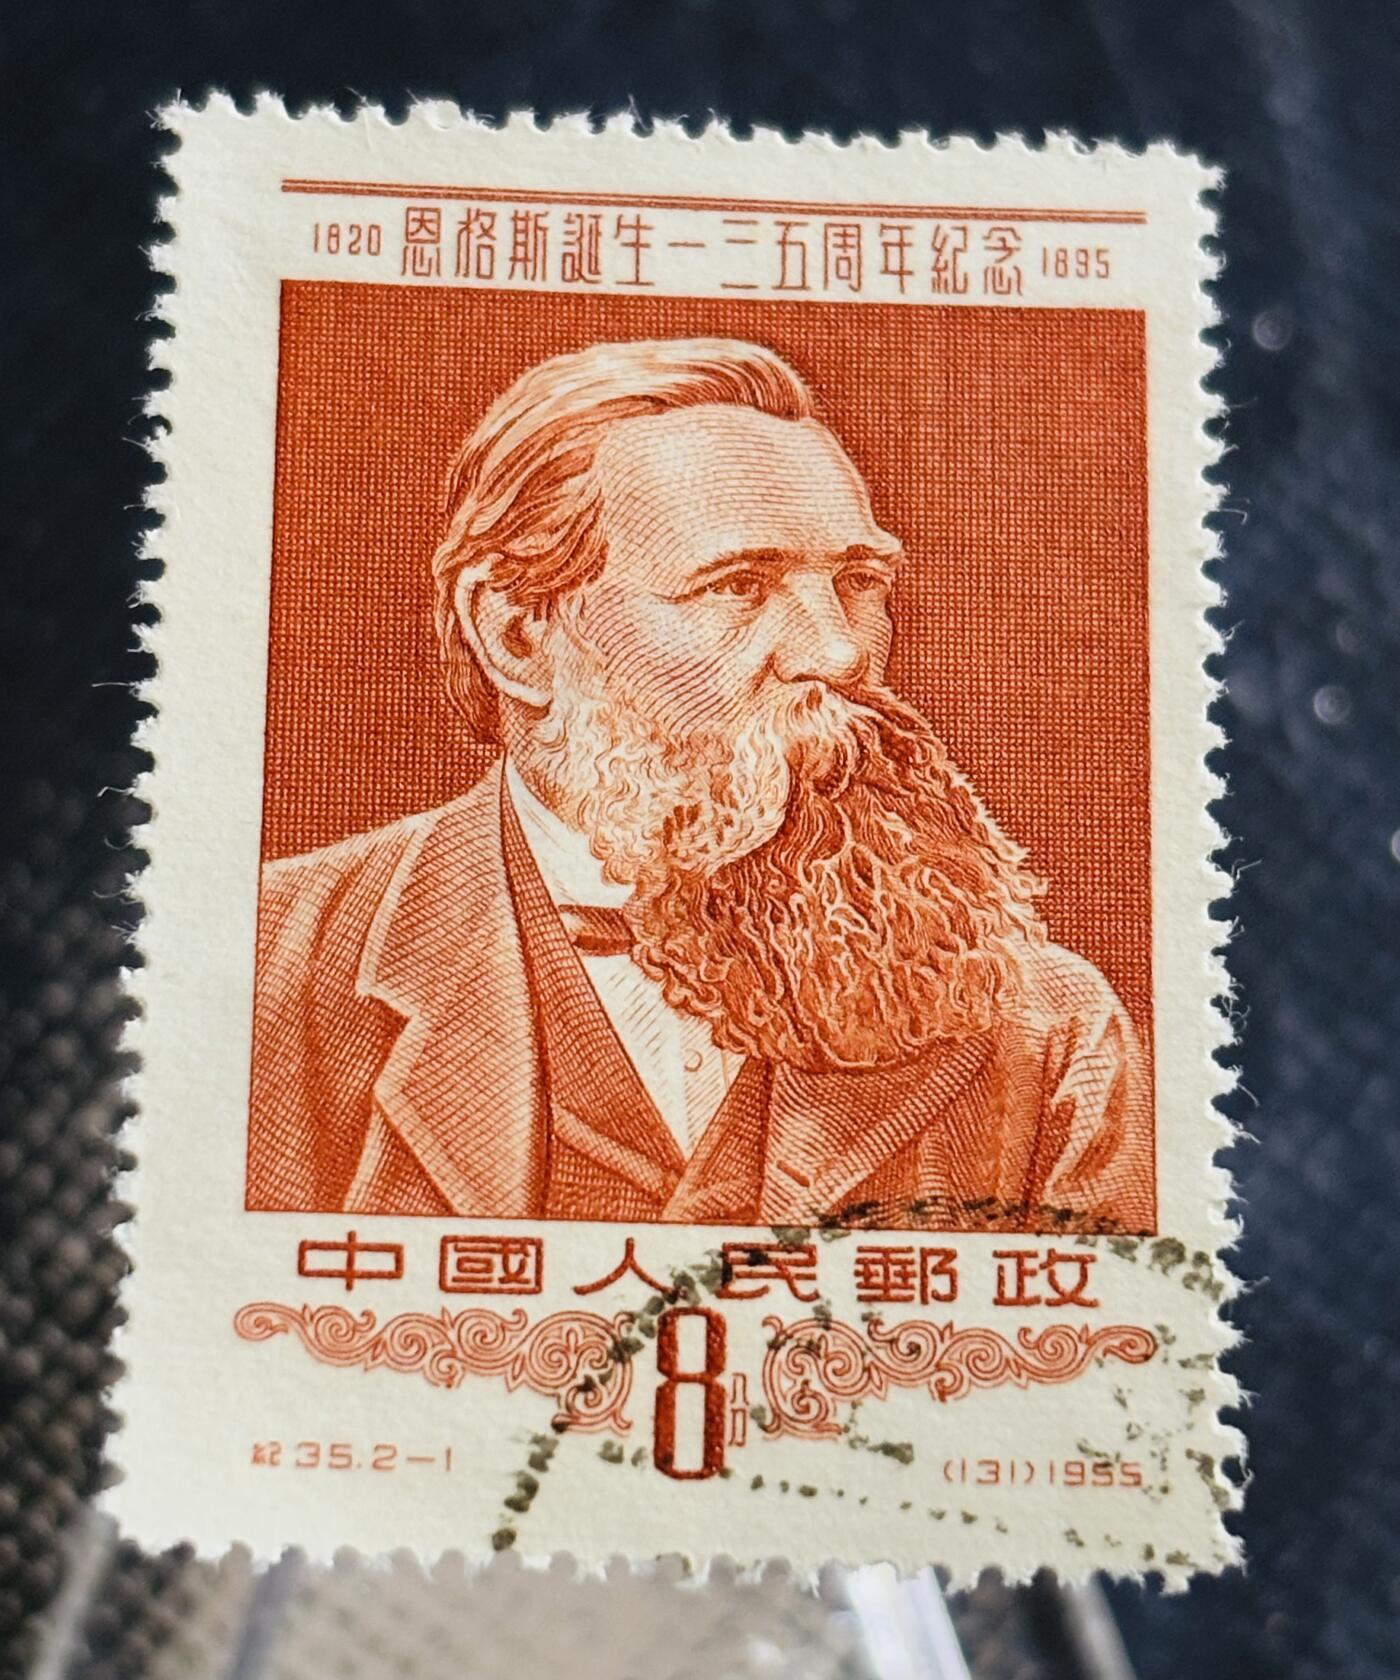 1820 恩格斯誕生一三五周年紀念 1895
中國人民郵政
8分
紀35.2-1 (131)1955